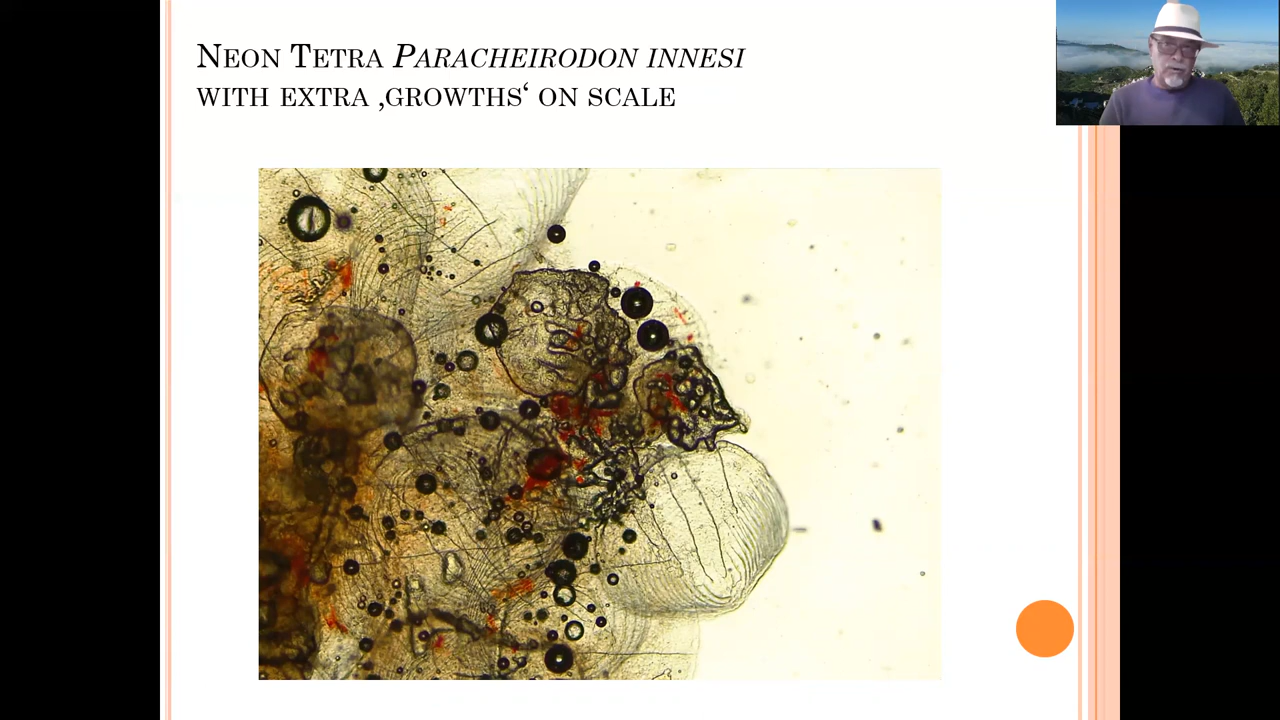 Neon Tetra Paracheirodon innesi
with extra ‚growths‘ on scale